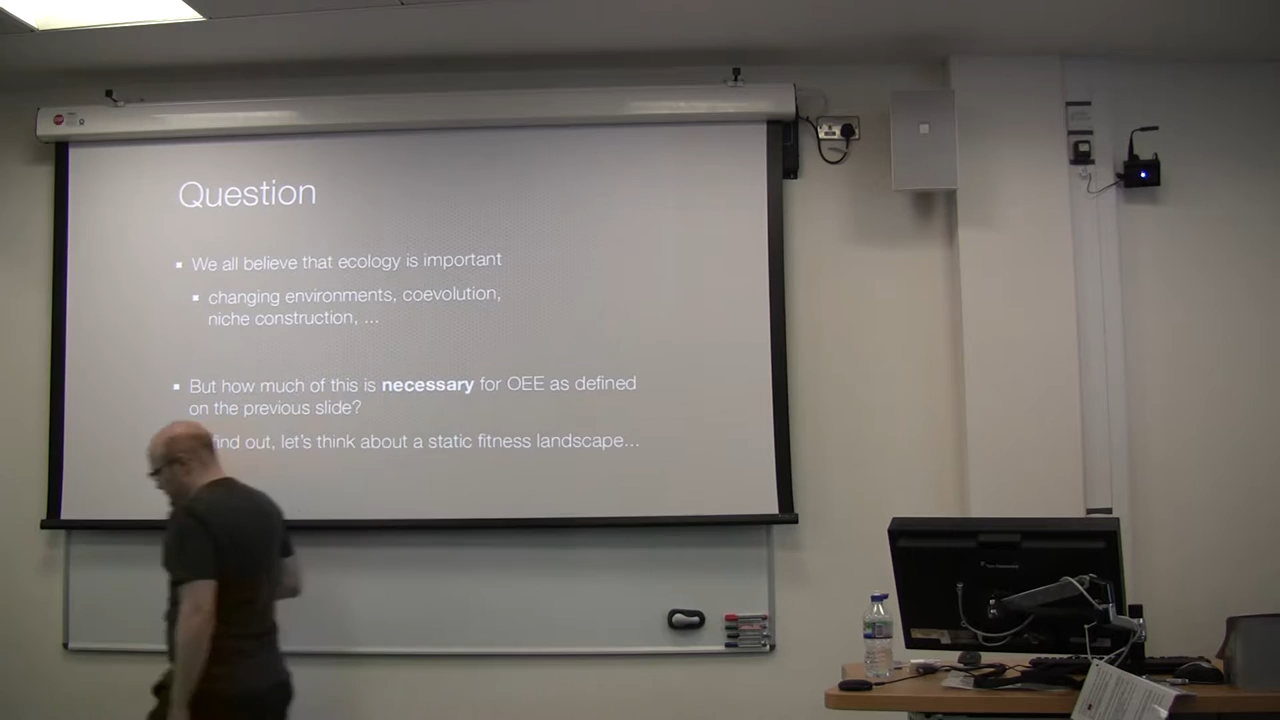 Question
We all believe that ecology is important
changing environments, coevolution,
niche construction, ...
But how much of this is necessary for OEE as defined
on the previous slide?
find out, let's think about a static fitness landscape...